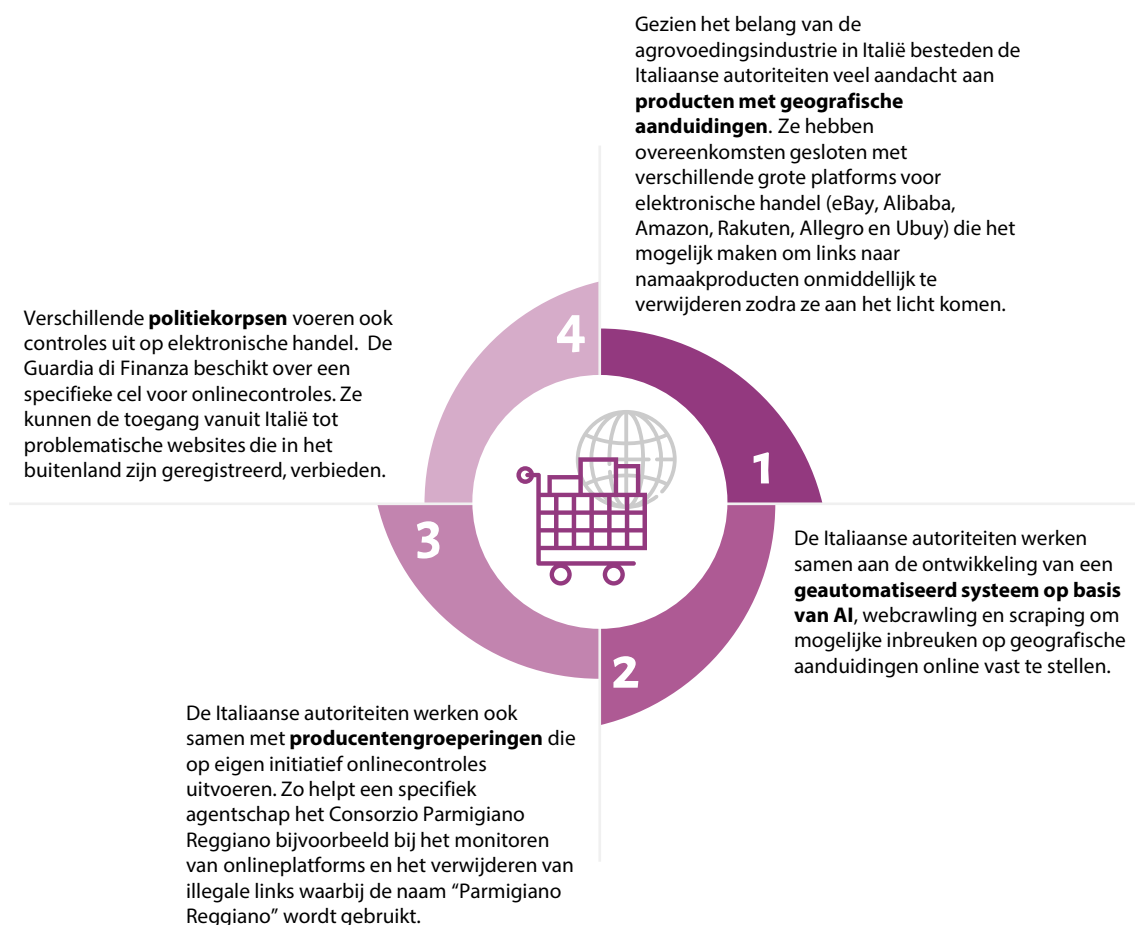 Gezien het belang van de
agrovoedingsindustrie in Italië besteden de
Italiaanse autoriteiten veel aandacht aan
producten met geografische
aanduidingen. Ze hebben
overeenkomsten gesloten met
verschillende grote platforms voor
elektronische handel (eBay, Alibaba,
Amazon, Rakuten, Allegro en Ubuy) die het
mogelijk maken om links naar
namaakproducten onmiddellijk te
verwijderen zodra ze aan het licht komen.
1
De Italiaanse autoriteiten werken
samen aan de ontwikkeling van een
geautomatiseerd systeem op basis
van AI, webcrawling en scraping om
mogelijke inbreuken op geografische
aanduidingen online vast te stellen.
2
De Italiaanse autoriteiten werken ook
samen met producentengroeperingen die
op eigen initiatief onlinecontroles
uitvoeren. Zo helpt een specifiek
agentschap het Consorzio Parmigiano
Reggiano bijvoorbeeld bij het monitoren
van onlineplatforms en het verwijderen van
illegale links waarbij de naam “Parmigiano
Reggiano” wordt gebruikt.
3
Verschillende politiekorpsen voeren ook
controles uit op elektronische handel. De
Guardia di Finanza beschikt over een
specifieke cel voor onlinecontroles. Ze
kunnen de toegang vanuit Italië tot
problematische websites die in het
buitenland zijn geregistreerd, verbieden.
4